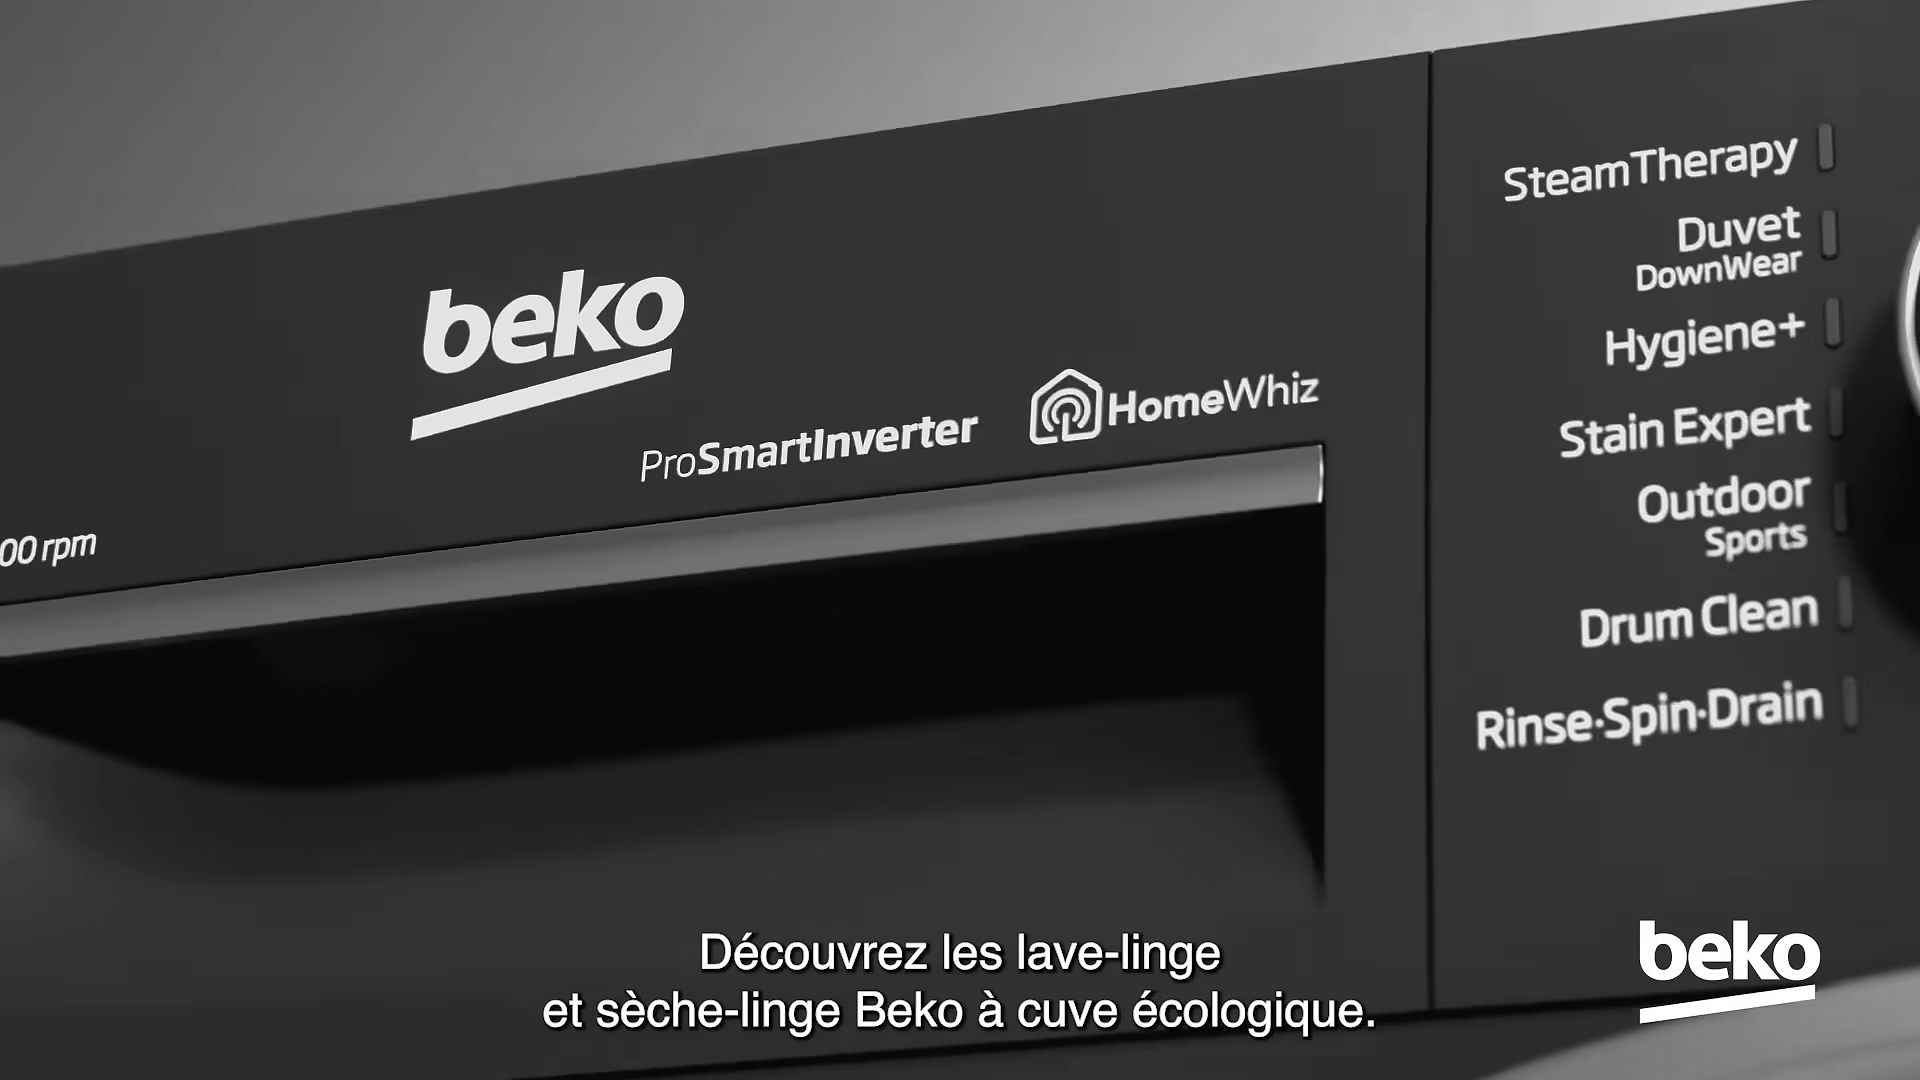 beko
ProSmartInverter
HomeWhiz
00 rpm
SteamTherapy
Duvet
DownWear
Hygiene+
Stain Expert
Outdoor
Sports
Drum Clean
Rinse·Spin·Drain
Découvrez les lave-linge
et sèche-linge Beko à cuve écologique.
beko